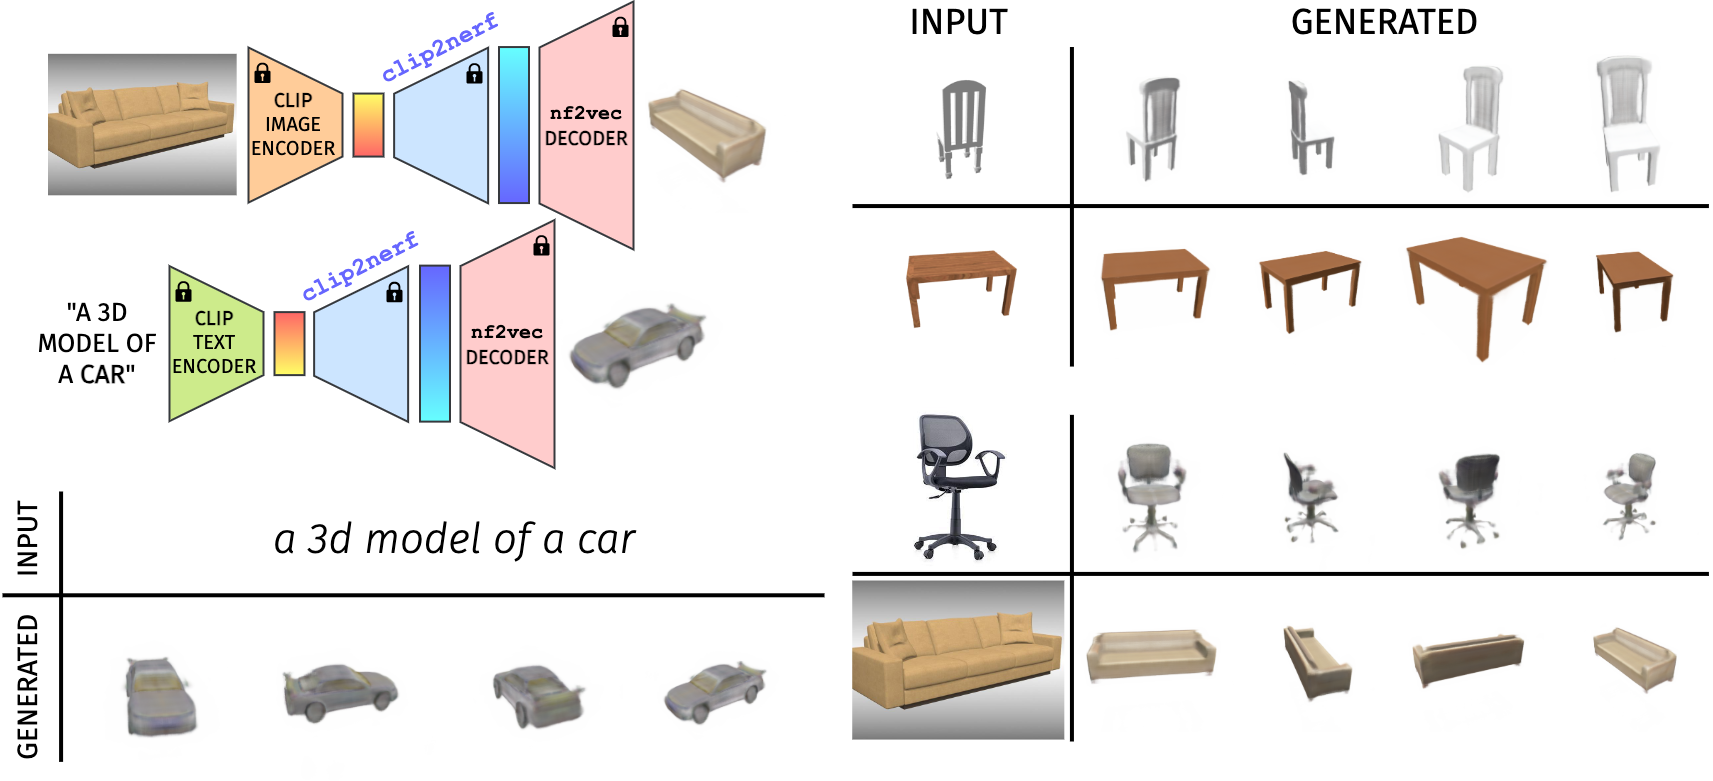 clip2nerf
CLIP
IMAGE
ENCODER
nf2vec
DECODER
clip2nerf
"A 3D
MODEL OF
A CAR"
CLIP
TEXT
ENCODER
nf2vec
DECODER
INPUT
a 3d model of a car
GENERATED
INPUT
GENERATED